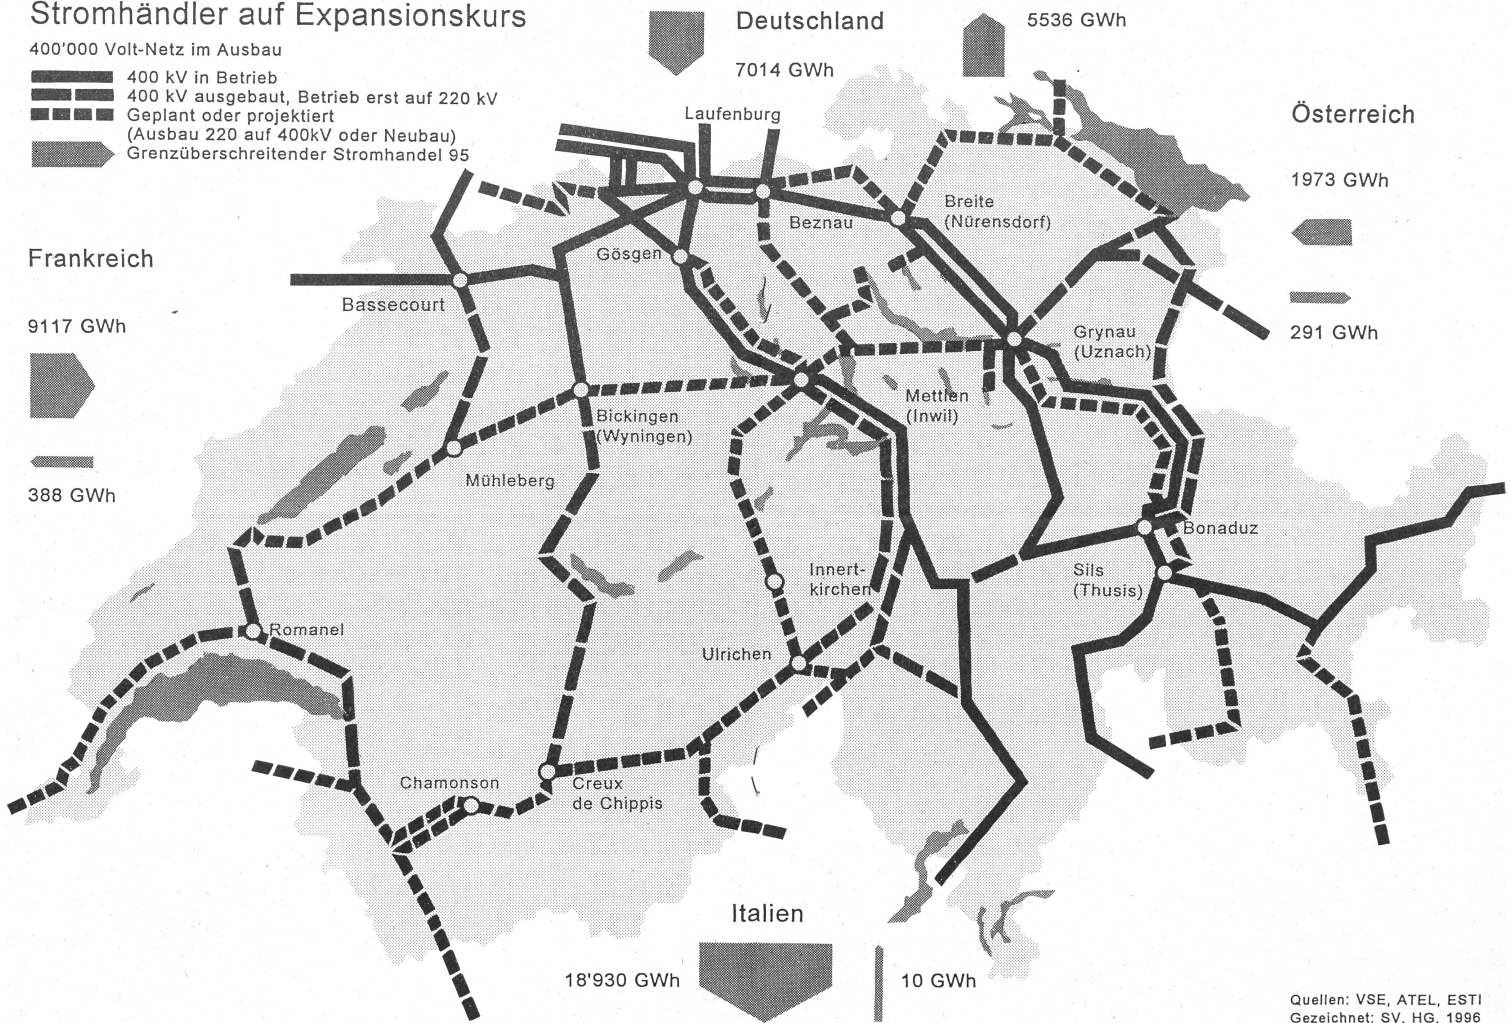 Stromhändler auf Expansionskurs
400'000 Volt-Netz im Ausbau
400 kV in Betrieb
400 kV ausgebaut, Betrieb erst auf 220 kV
Geplant oder projektiert
(Ausbau 220 auf 400kV oder Neubau)
Grenzüberschreitender Stromhandel 95
Deutschland
7014 GWh
5536 GWh
Österreich
1973 GWh
291 GWh
Frankreich
9117 GWh
388 GWh
Laufenburg
Beznau
Breite
(Nürensdorf)
Gösgen
Bassecourt
Grynau
(Uznach)
Mettlen
(Inwil)
Bickingen
(Wyningen)
Mühleberg
Bonaduz
Innert-
kirchen
Sils
(Thusis)
Romanel
Ulrichen
Chamonson
Creux
de Chippis
Italien
18'930 GWh
10 GWh
Quellen: VSE, ATEL, ESTI
Gezeichnet: SV, HG, 1996